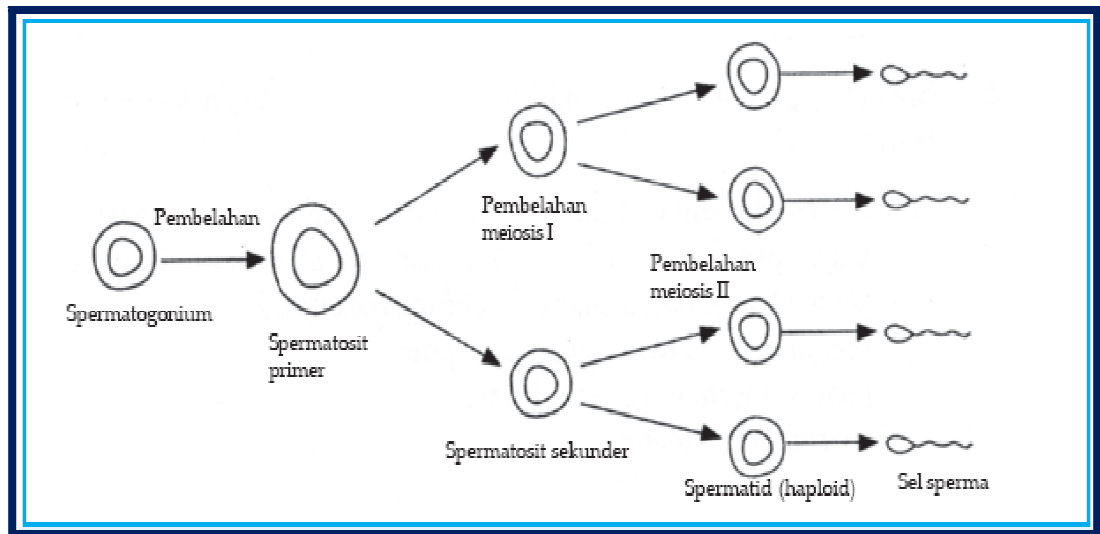 Pembelahan
Spermatogonium
Spermatosit
primer
Pembelahan
meiosis I
Spermatosit sekunder
Pembelahan
meiosis II
Spermatid (haploid)
Sel sperma